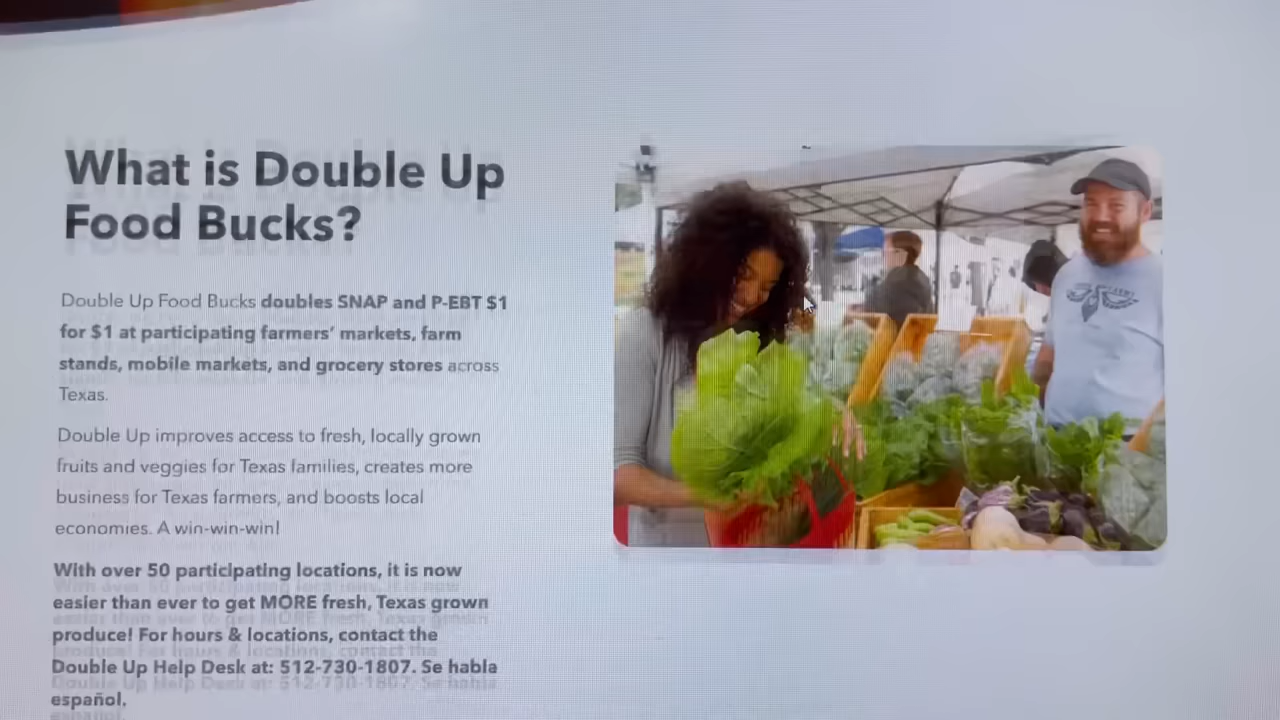 What is Double Up
Food Bucks?
Double Up Food Bucks doubles SNAP and P-EBT $1
for $1 at participating farmers' markets, farm
stands, mobile markets, and grocery stores across
Texas.
Double Up improves access to fresh, locally grown
fruits and veggies for Texas families, creates more
business for Texas farmers, and boosts local
economies. A win-win-win!
With over 50 participating locations, it is now
easier than ever to get MORE fresh, Texas grown
produce! For hours & locations, contact the
Double Up Help Desk at: 512-730-1807. Se habla
español.